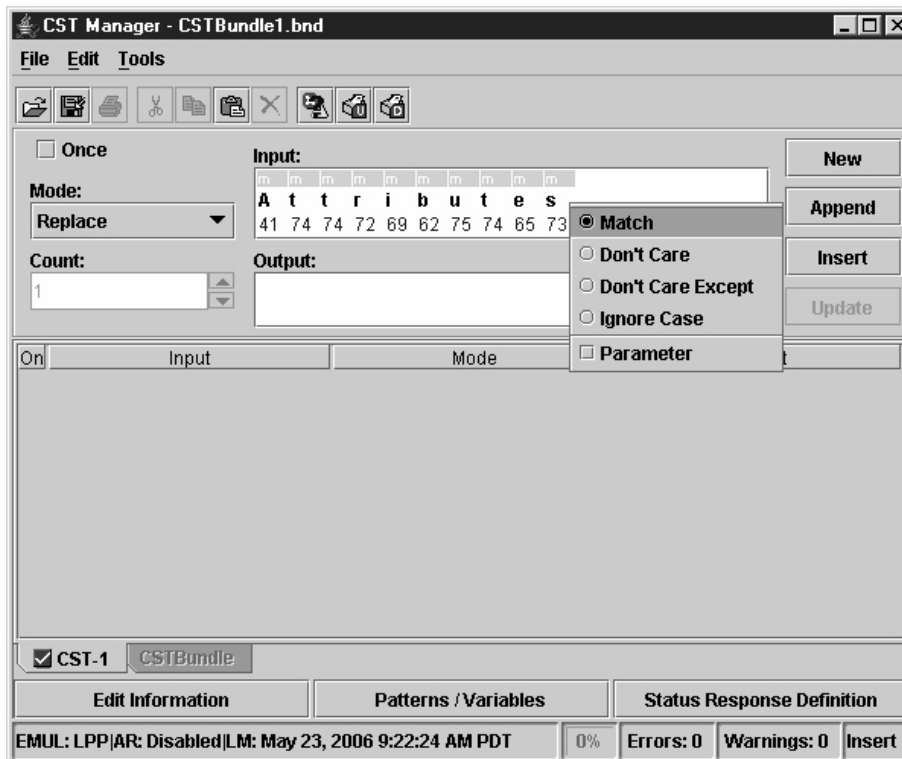 CST Manager - CSTBundle1.bnd
File Edit Tools
Once
Input:
New
m m m m m m m m m m
Mode:
A t t r i b u t e s
Replace
41 74 74 72 69 62 75 74 65 73
Match
Append
Don't Care
Count:
Output:
Insert
1
Don't Care Except
Ignore Case
Update
On Input Mode t
Parameter
CST-1 CSTBundle
Edit Information Patterns / Variables Status Response Definition
EMUL: LPP|AR: Disabled|LM: May 23, 2006 9:22:24 AM PDT 0% Errors: 0 Warnings: 0 Insert